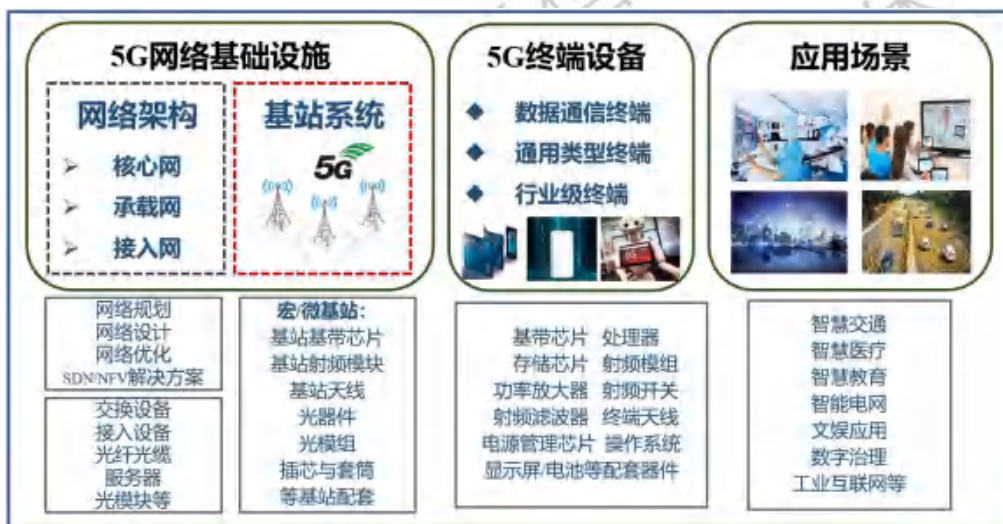 5G网络基础设施
网络架构
核心网
承载网
接入网
基站系统
5G
网络规划
网络设计
网络优化
SDN/NFV解决方案
交换设备
接入设备
光纤光缆
服务器
光模块等
宏/微基站：
基站基带芯片
基站射频模块
基站天线
光器件
光模组
插芯与套筒
等基站配套
5G终端设备
数据通信终端
通用类型终端
行业级终端
基带芯片 处理器
存储芯片 射频模组
功率放大器 射频开关
射频滤波器 终端天线
电源管理芯片 操作系统
显示屏/电池等配套器件
应用场景
智慧交通
智慧医疗
智慧教育
智能电网
文娱应用
数字治理
工业互联网等